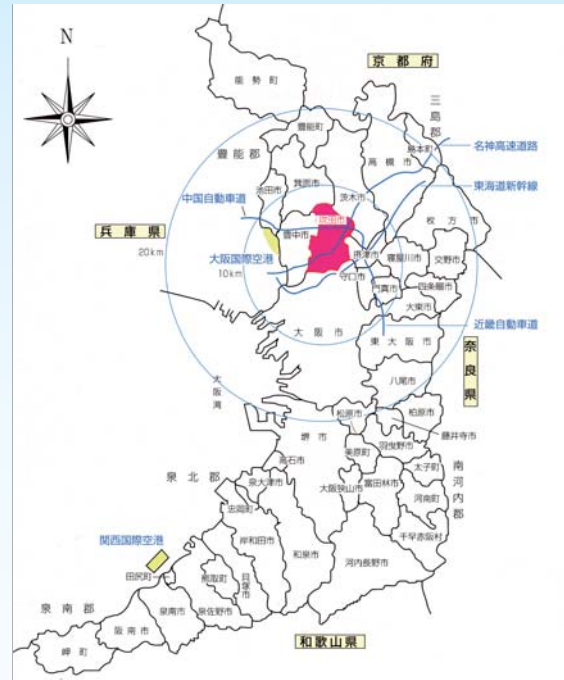 N
京都府
能勢町
三島郡
島本町
名神高速道路
豊能町
高槻市
豊能郡
東海道新幹線
箕面市
茨木市
池田市
中国自動車道
枚方市
吹田市
兵庫県
豊中市
20km
摂津市
寝屋川市
交野市
大阪国際空港
10km
守口市
門真市
四条畷市
大東市
大阪市
近畿自動車道
東大阪市
奈良県
大阪湾
八尾市
松原市
柏原市
堺市
藤井寺市
羽曳野市
美原町
高石市
太子町
南河内郡
泉北郡
泉大津市
大阪狭山市
富田林市
河南町
忠岡町
千早赤阪村
関西国際空港
岸和田市
和泉市
河内長野市
田尻町
熊取町
貝塚市
泉南郡
泉南市
泉佐野市
阪南市
岬町
和歌山県